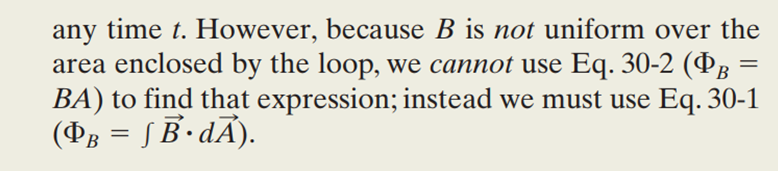 any time t. However, because B is not uniform over the
area enclosed by the loop, we cannot use Eq. 30-2 (Φ_B =
BA) to find that expression; instead we must use Eq. 30-1
(Φ_B = ∫ B⃗ · dA⃗).